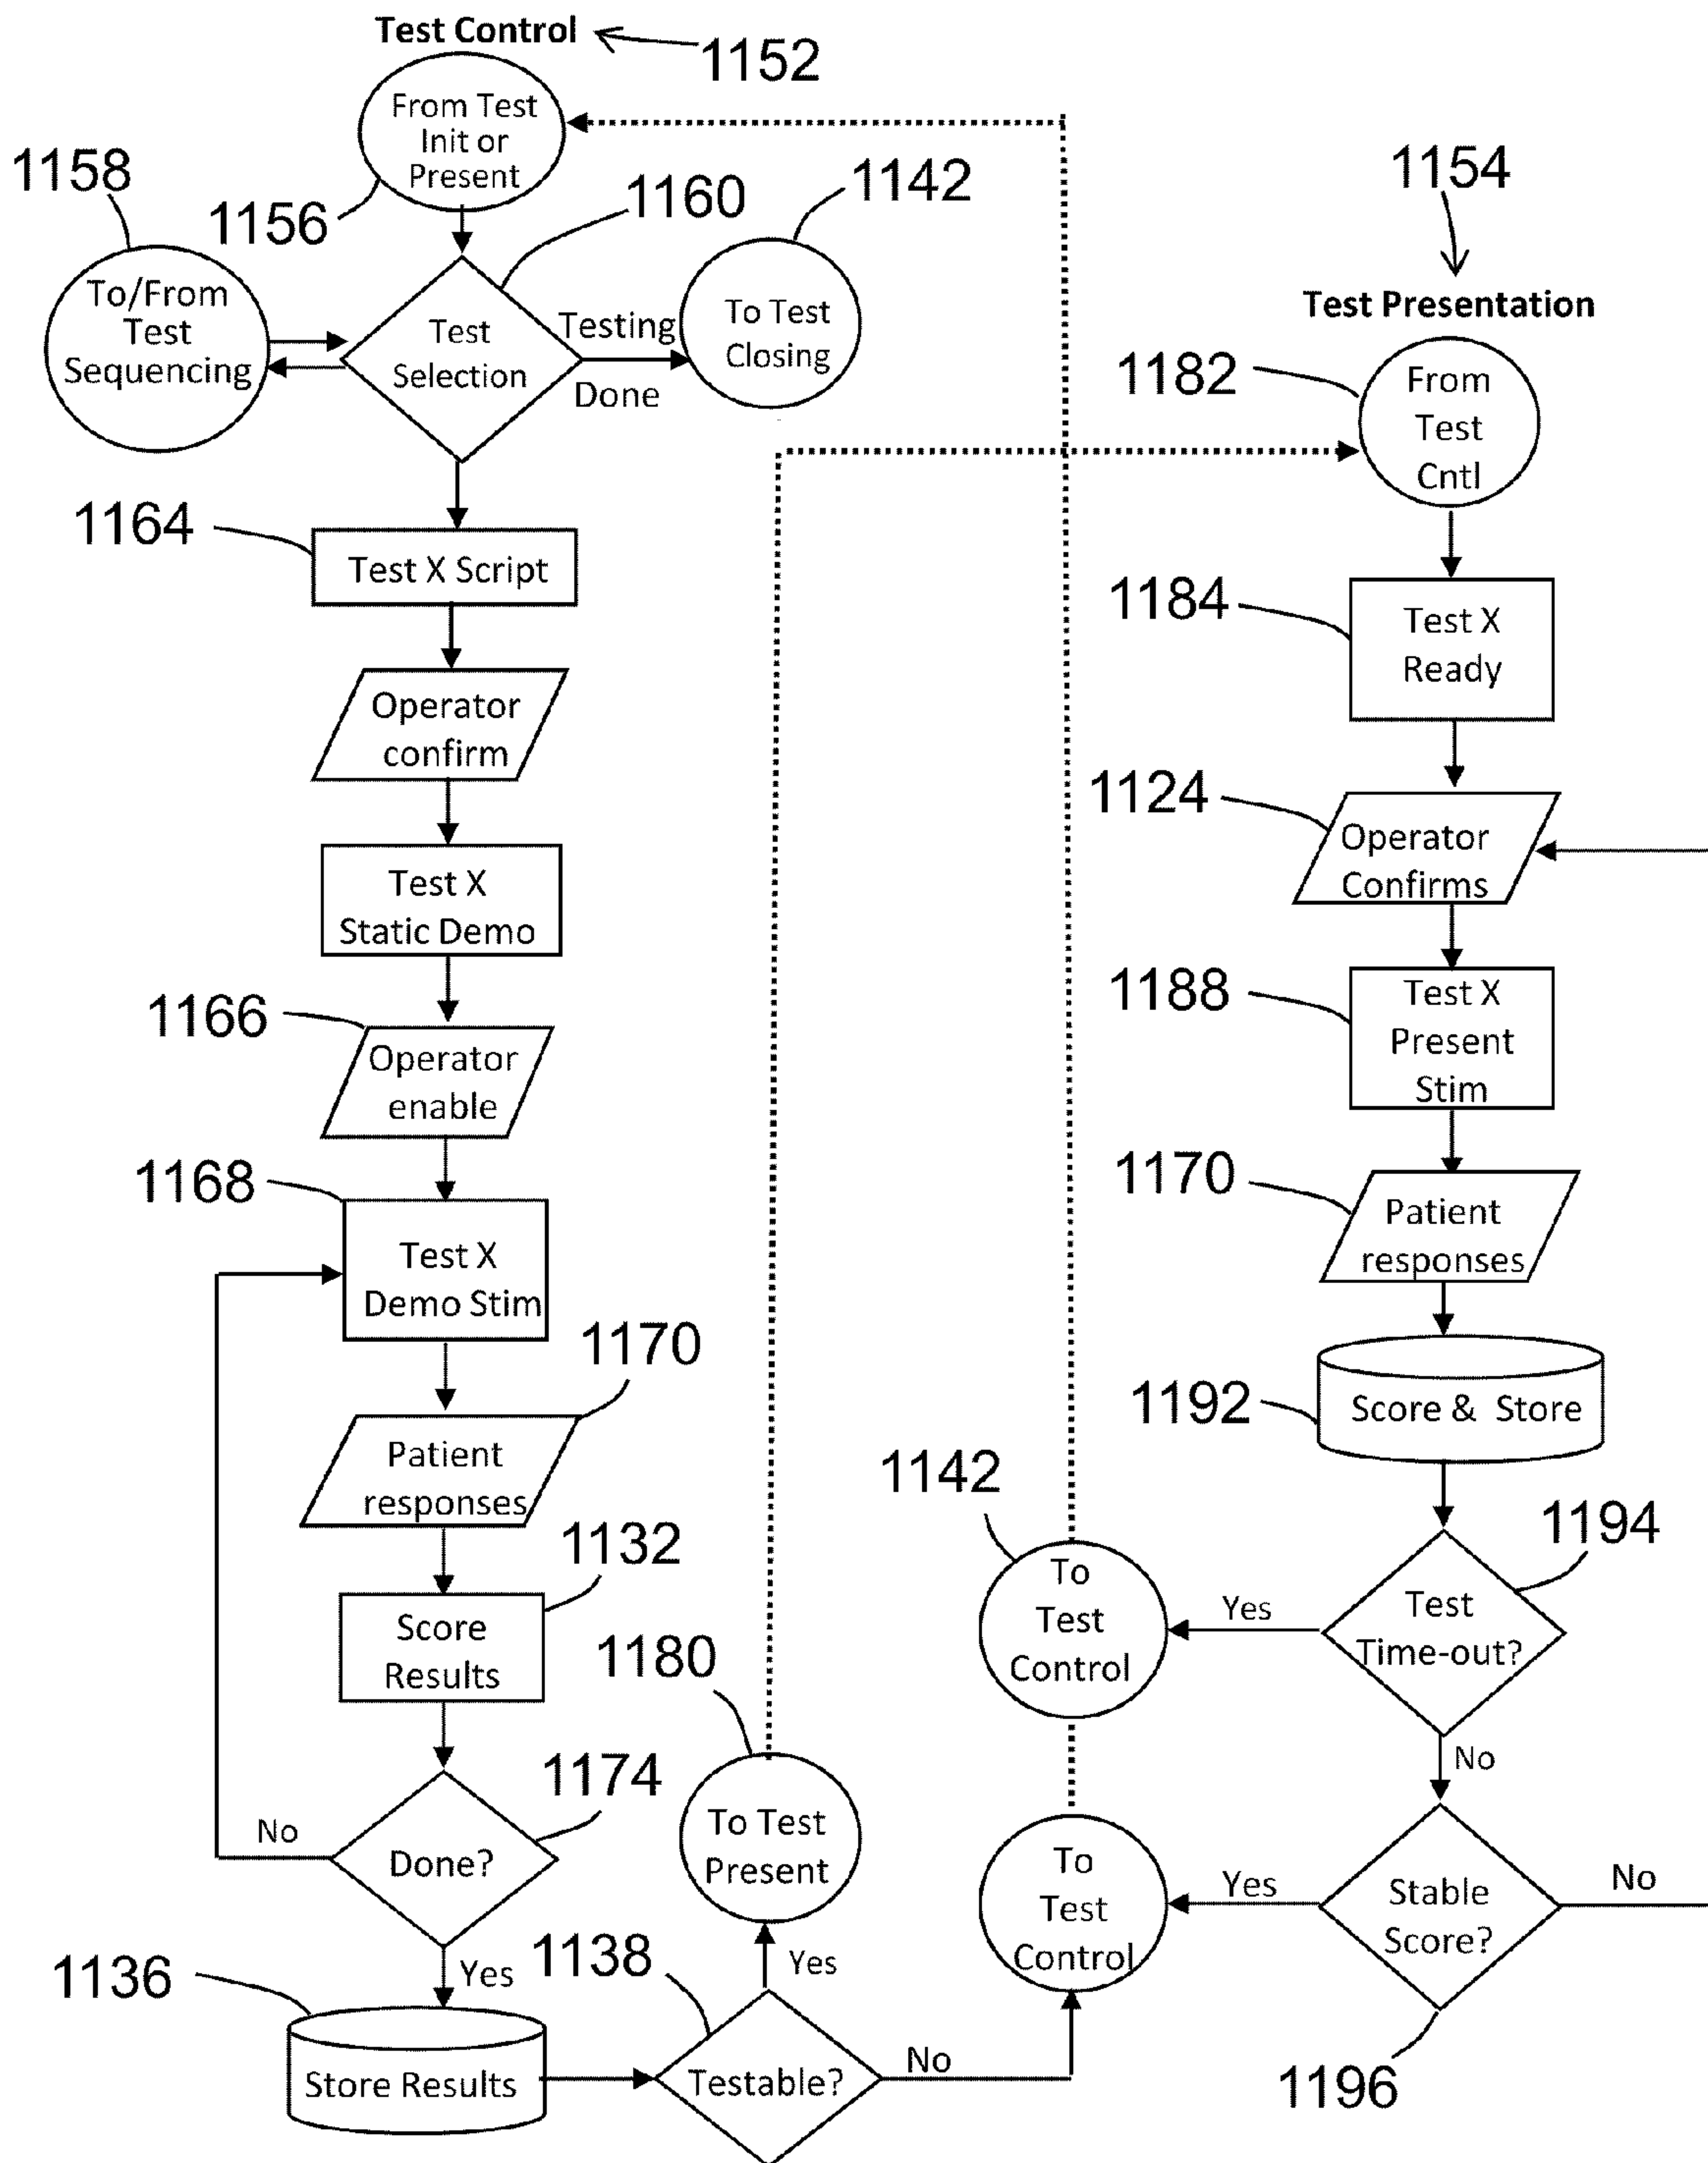 Test Control
1152
From Test
Init or
Present
1158
1156
1160
1142
To/From
Test
Sequencing
Test
Selection
Testing
Done
To Test
Closing
1154
Test Presentation
1182
From
Test
Cntl
1164
Test X Script
1184
Test X
Ready
Operator
confirm
1124
Operator
Confirms
Test X
Static Demo
1188
Test X
Present
Stim
1166
Operator
enable
1168
Test X
Demo Stim
1170
Patient
responses
1170
Patient
responses
1192
Score & Store
1132
Score
Results
1142
To
Test
Control
Yes
1194
Test
Time-out?
No
1180
To Test
Present
1174
Done?
No
Yes
To
Test
Control
Yes
Stable
Score?
No
1196
1136
Store Results
1138
Yes
Testable?
No